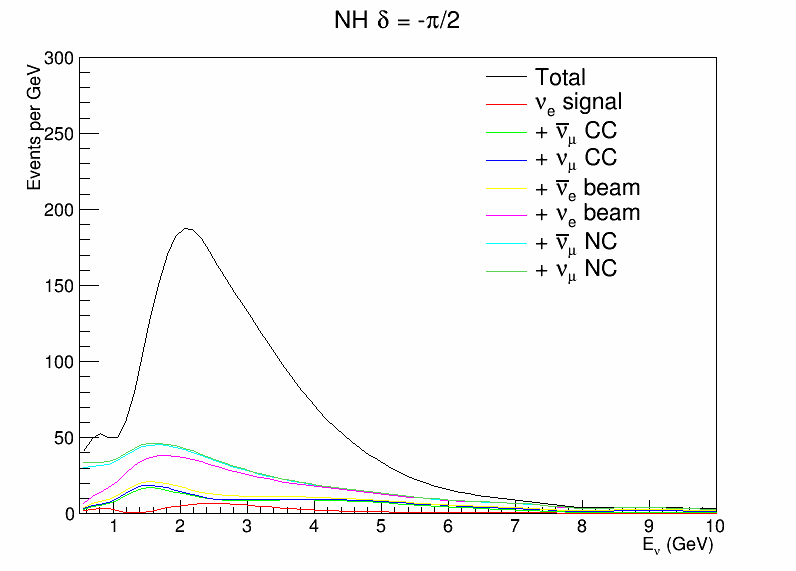 NH δ = -π/2
Events per GeV
300
250
200
150
100
50
0
Total
νe signal
+ ν̅μ CC
+ νμ CC
+ ν̅e beam
+ νe beam
+ ν̅μ NC
+ νμ NC
1 2 3 4 5 6 7 8 9 10
Eν (GeV)